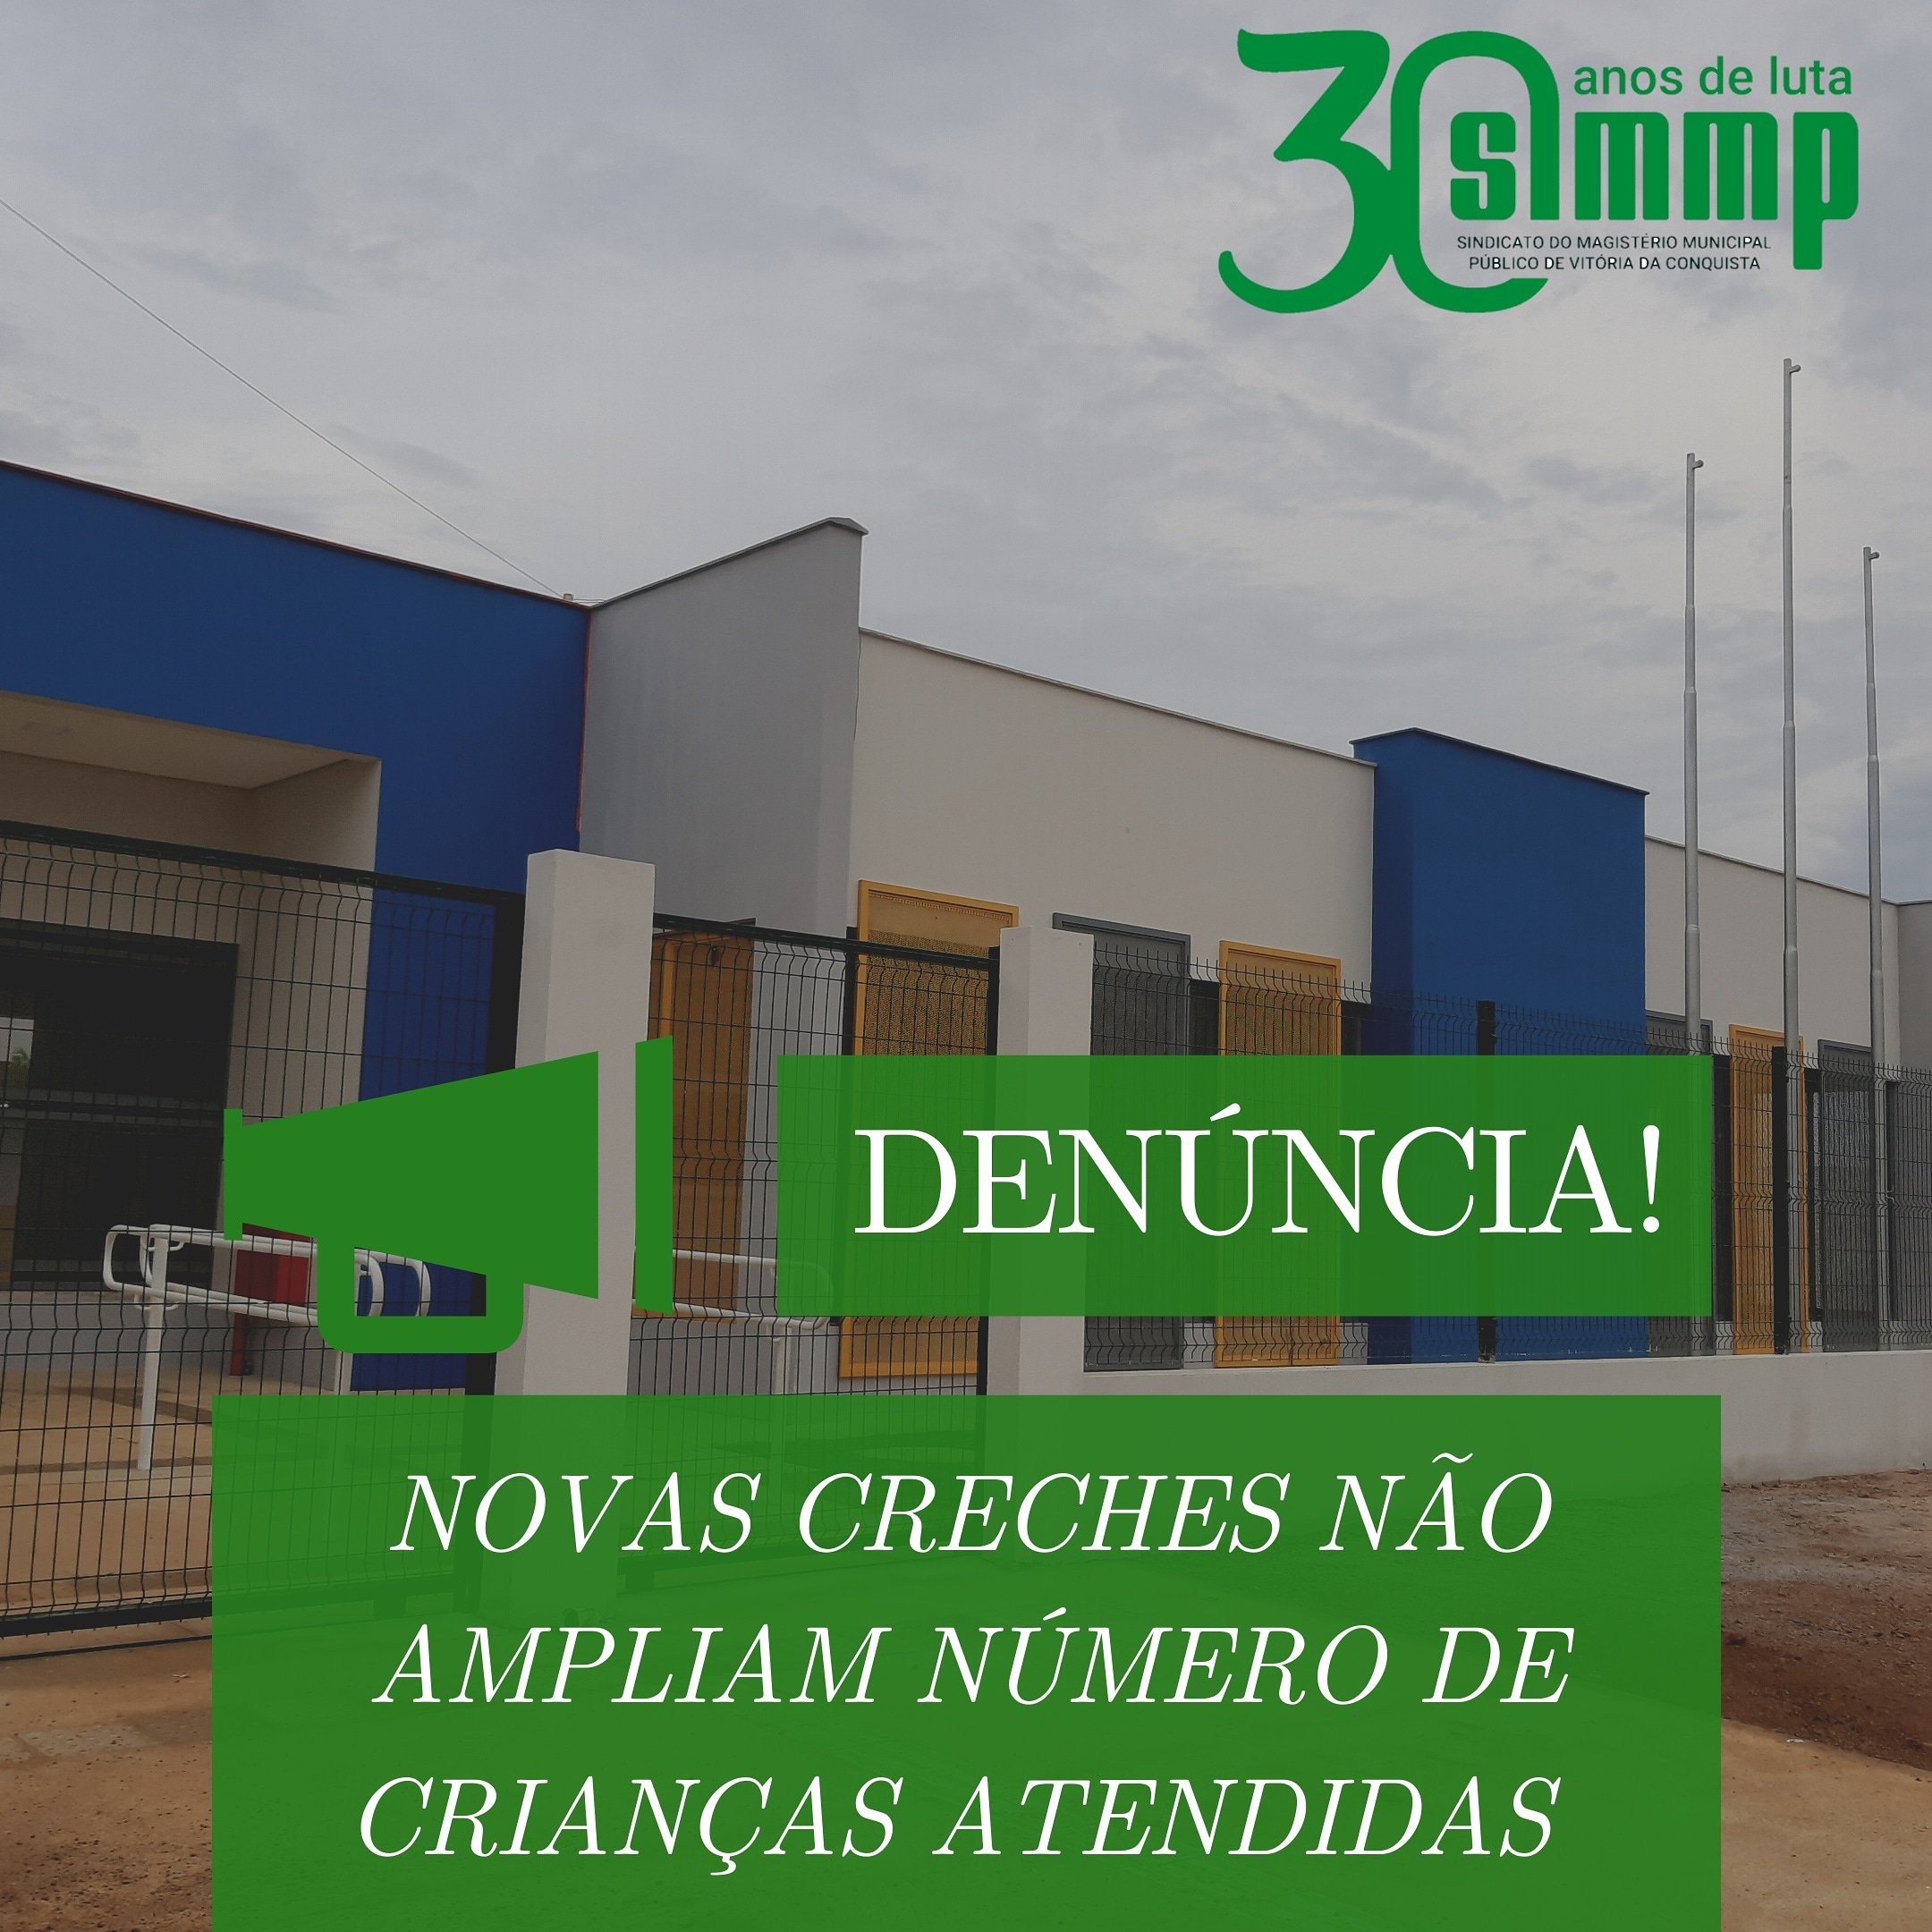 30 anos de luta
simmp
SINDICATO DO MAGISTÉRIO MUNICIPAL
PÚBLICO DE VITÓRIA DA CONQUISTA
DENÚNCIA!
NOVAS CRECHES NÃO
AMPLIAM NÚMERO DE
CRIANÇAS ATENDIDAS